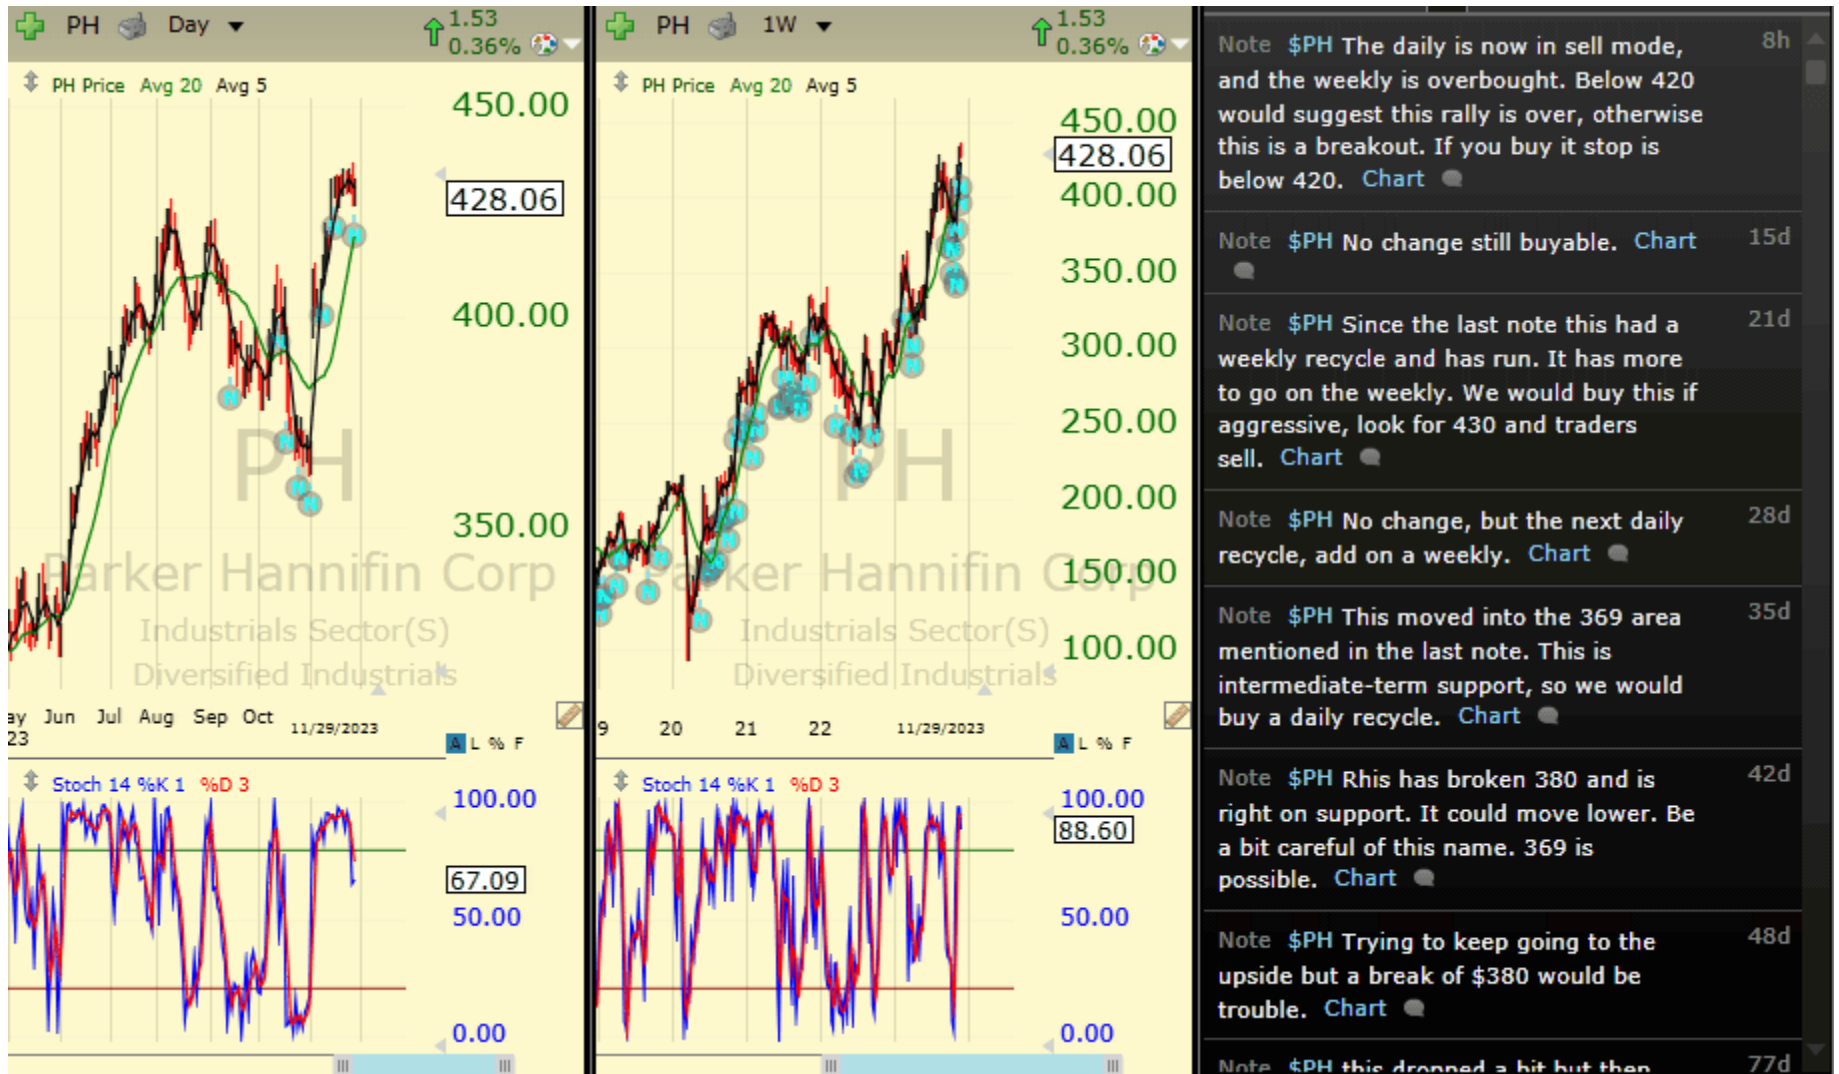 PH Day 1.53
0.36%
PH Price Avg 20 Avg 5
450.00
428.06
400.00
350.00
PH
Parker Hannifin Corp
Industrials Sector(S)
Diversified Industrials
ay Jun Jul Aug Sep Oct 11/29/2023
23
A L % F
Stoch 14 %K 1 %D 3
100.00
67.09
50.00
0.00
PH 1W 1.53
0.36%
PH Price Avg 20 Avg 5
450.00
428.06
400.00
350.00
300.00
250.00
200.00
150.00
100.00
PH
Parker Hannifin Corp
Industrials Sector(S)
Diversified Industrials
9 20 21 22 11/29/2023
A L % F
Stoch 14 %K 1 %D 3
100.00
88.60
50.00
0.00
Note $PH The daily is now in sell mode, 8h
and the weekly is overbought. Below 420
would suggest this rally is over, otherwise
this is a breakout. If you buy it stop is
below 420. Chart
Note $PH No change still buyable. Chart 15d
Note $PH Since the last note this had a 21d
weekly recycle and has run. It has more
to go on the weekly. We would buy this if
aggressive, look for 430 and traders
sell. Chart
Note $PH No change, but the next daily 28d
recycle, add on a weekly. Chart
Note $PH This moved into the 369 area 35d
mentioned in the last note. This is
intermediate-term support, so we would
buy a daily recycle. Chart
Note $PH Rhis has broken 380 and is 42d
right on support. It could move lower. Be
a bit careful of this name. 369 is
possible. Chart
Note $PH Trying to keep going to the 48d
upside but a break of $380 would be
trouble. Chart
Note $PH this dropped a bit but then 77d